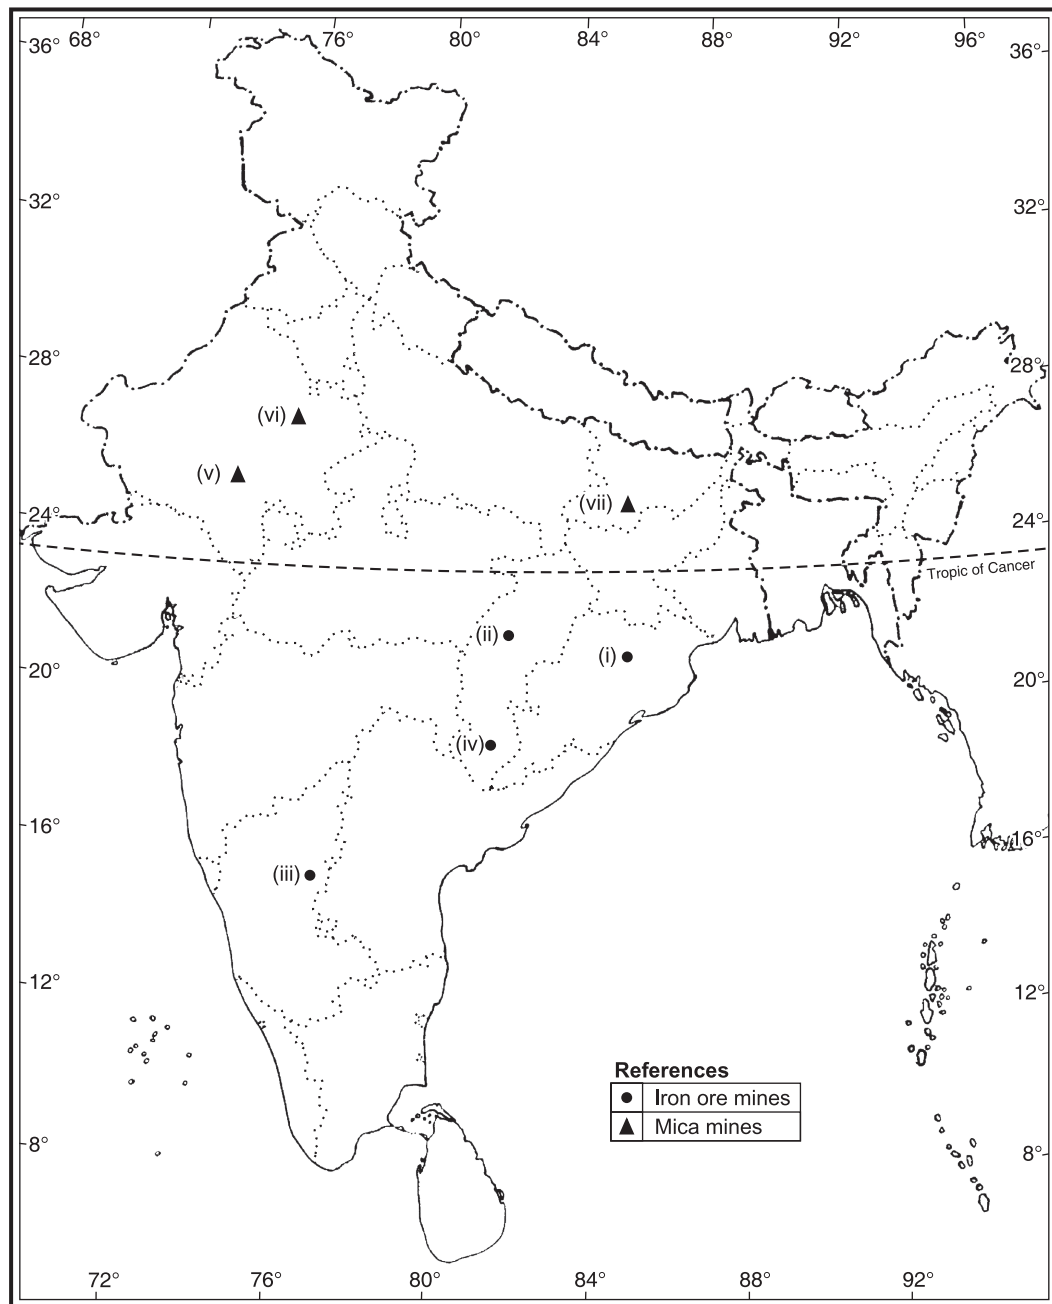 68° 76° 80° 84° 88° 92° 96°
36° 36°
32° 32°
28° 28°
(vi)
(v)
(vii)
24° 24°
Tropic of Cancer
(ii)
(i)
20° 20°
(iv)
16° 16°
(iii)
12° 12°
References
Iron ore mines
Mica mines
8° 8°
72° 76° 80° 88° 92°